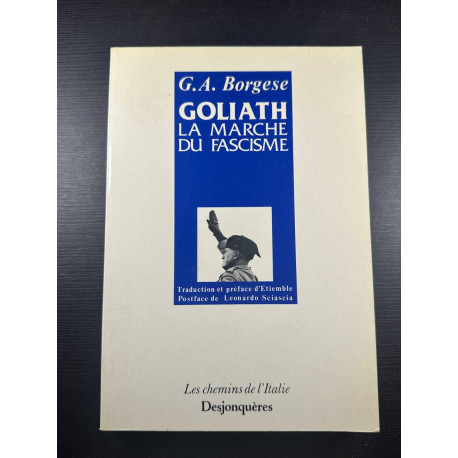 G.A. Borgese
GOLIATH
LA MARCHE
DU FASCISME
Traduction et préface d'Etiemble
Postface de Leonardo Sciascia
Les chemins de l'Italie
Desjonquères